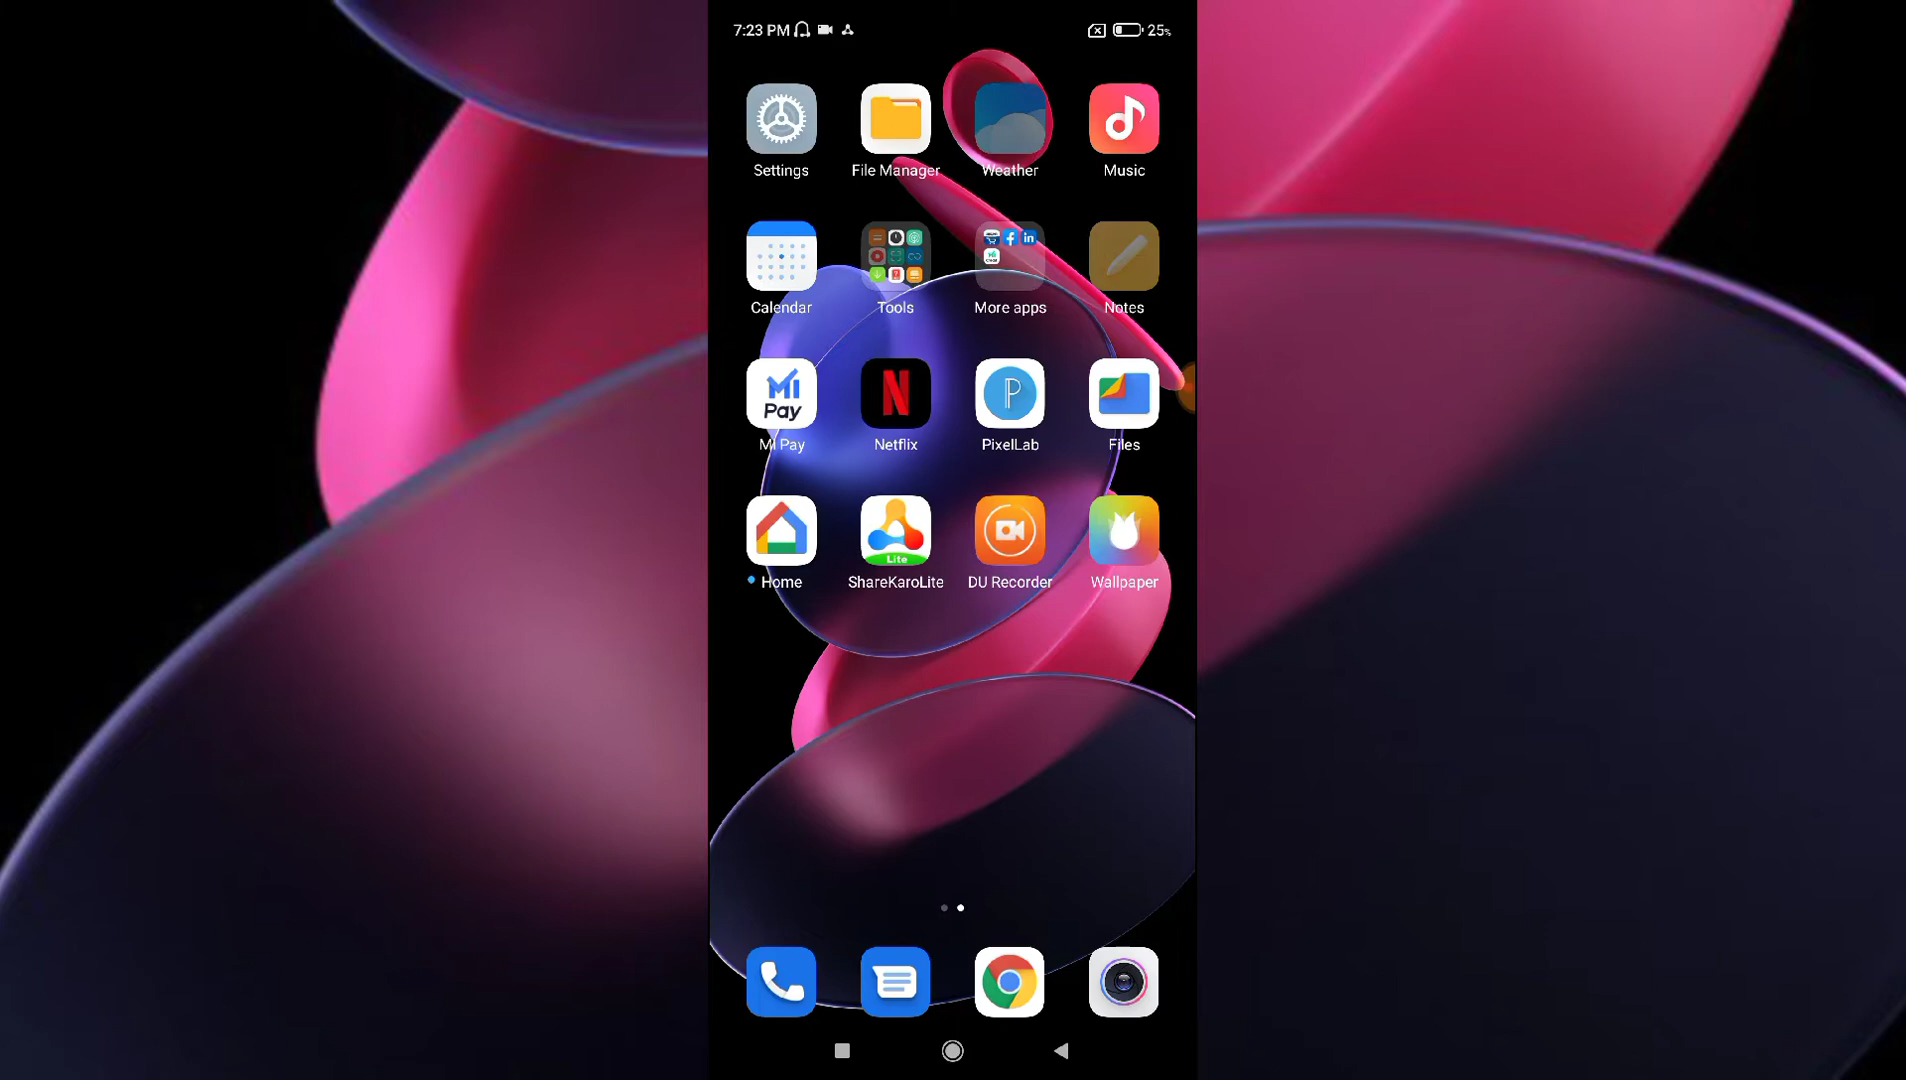 7:23 PM 25%
Settings File Manager Weather Music
Calendar Tools More apps Notes
MI
Pay
Mi Pay Netflix PixelLab Files
Lite
Home ShareKaroLite DU Recorder Wallpaper